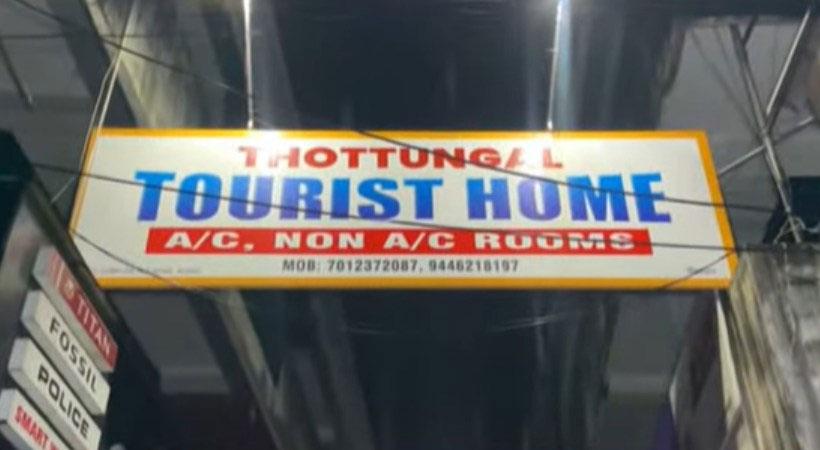 THOTTUNGAL
TOURIST HOME
A/C, NON A/C ROOMS
MOB: 7012372087, 9446218197
TITAN
FOSSIL
POLICE
SMART